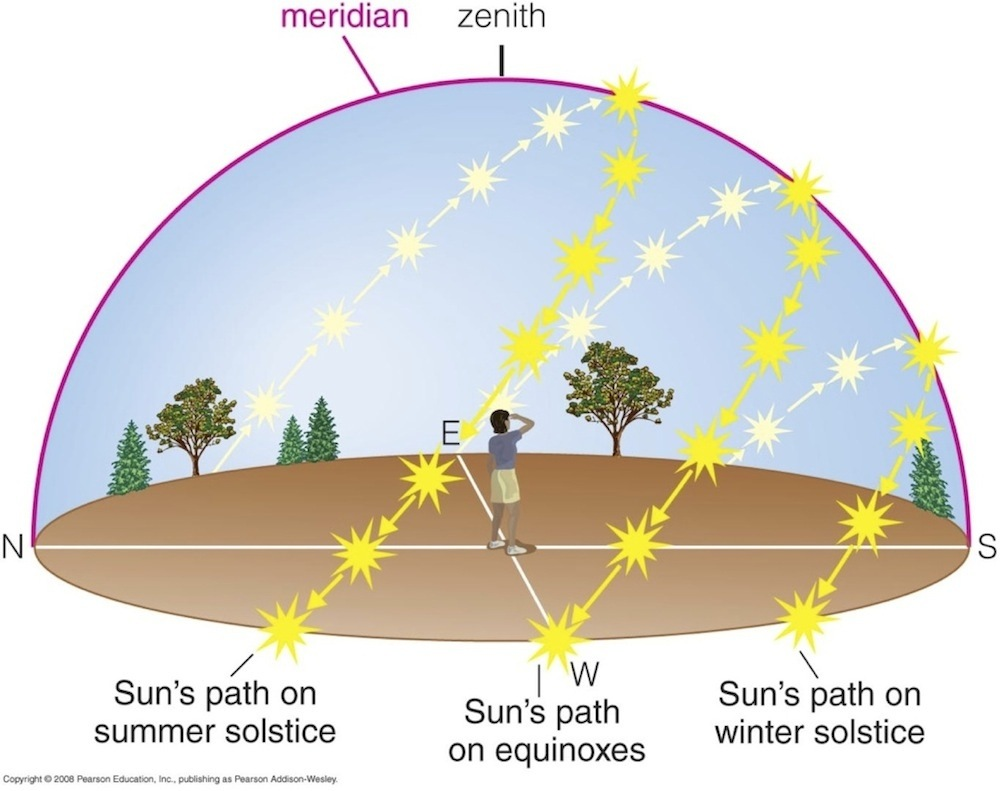 meridian
zenith
E
N
S
W
Sun's path on
summer solstice
Sun's path
on equinoxes
Sun's path on
winter solstice
Copyright © 2008 Pearson Education, Inc., publishing as Pearson Addison-Wesley.